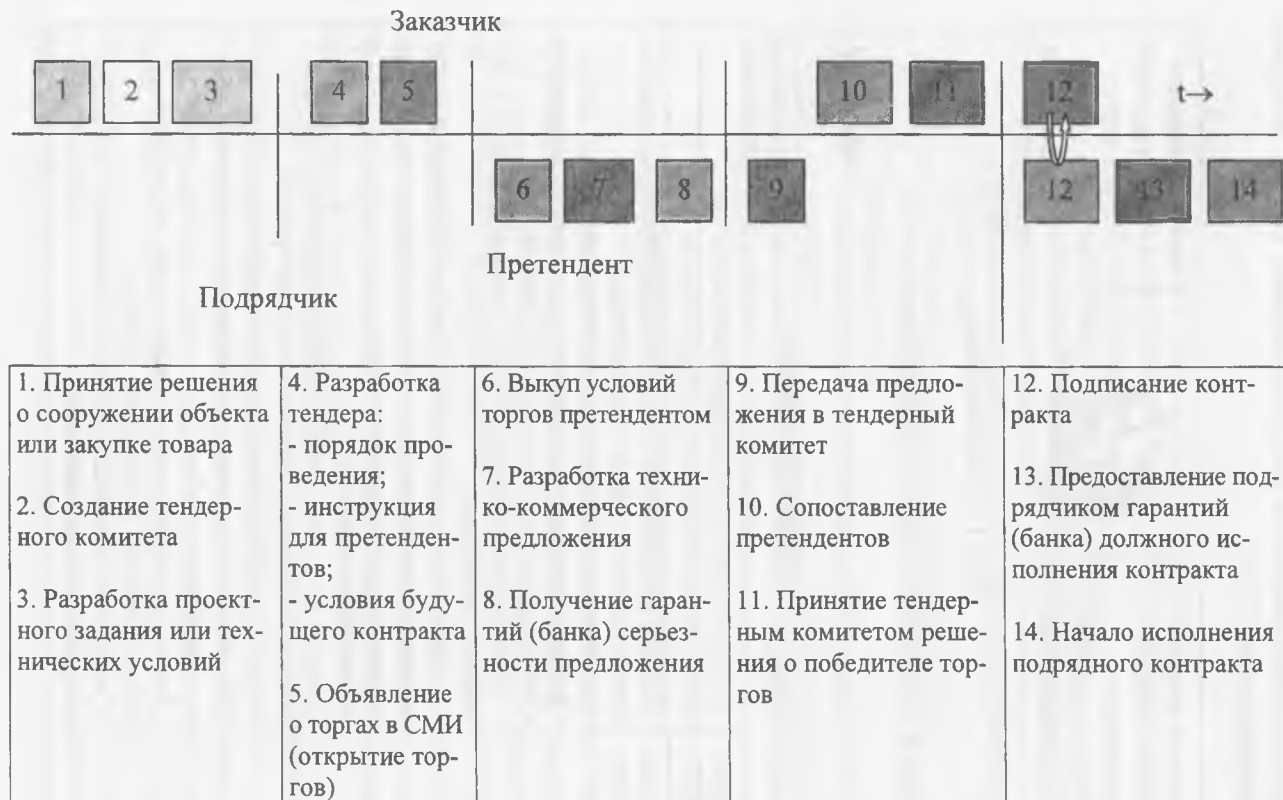 Заказчик
1 2 3 4 5 10 11 12 t→
6 7 8 9 12 13 14
Претендент
Подрядчик
1. Принятие решения
о сооружении объекта
или закупке товара
2. Создание тендер-
ного комитета
3. Разработка проект-
ного задания или тех-
нических условий
4. Разработка
тендера:
- порядок про-
ведения;
- инструкция
для претенден-
тов;
- условия буду-
щего контракта
5. Объявление
о торгах в СМИ
(открытие тор-
гов)
6. Выкуп условий
торгов претендентом
7. Разработка техни-
ко-коммерческого
предложения
8. Получение гаран-
тий (банка) серьез-
ности предложения
9. Передача предло-
жения в тендерный
комитет
10. Сопоставление
претендентов
11. Принятие тендер-
ным комитетом реше-
ния о победителе тор-
гов
12. Подписание конт-
ракта
13. Предоставление под-
рядчиком гарантий
(банка) должного ис-
полнения контракта
14. Начало исполнения
подрядного контракта